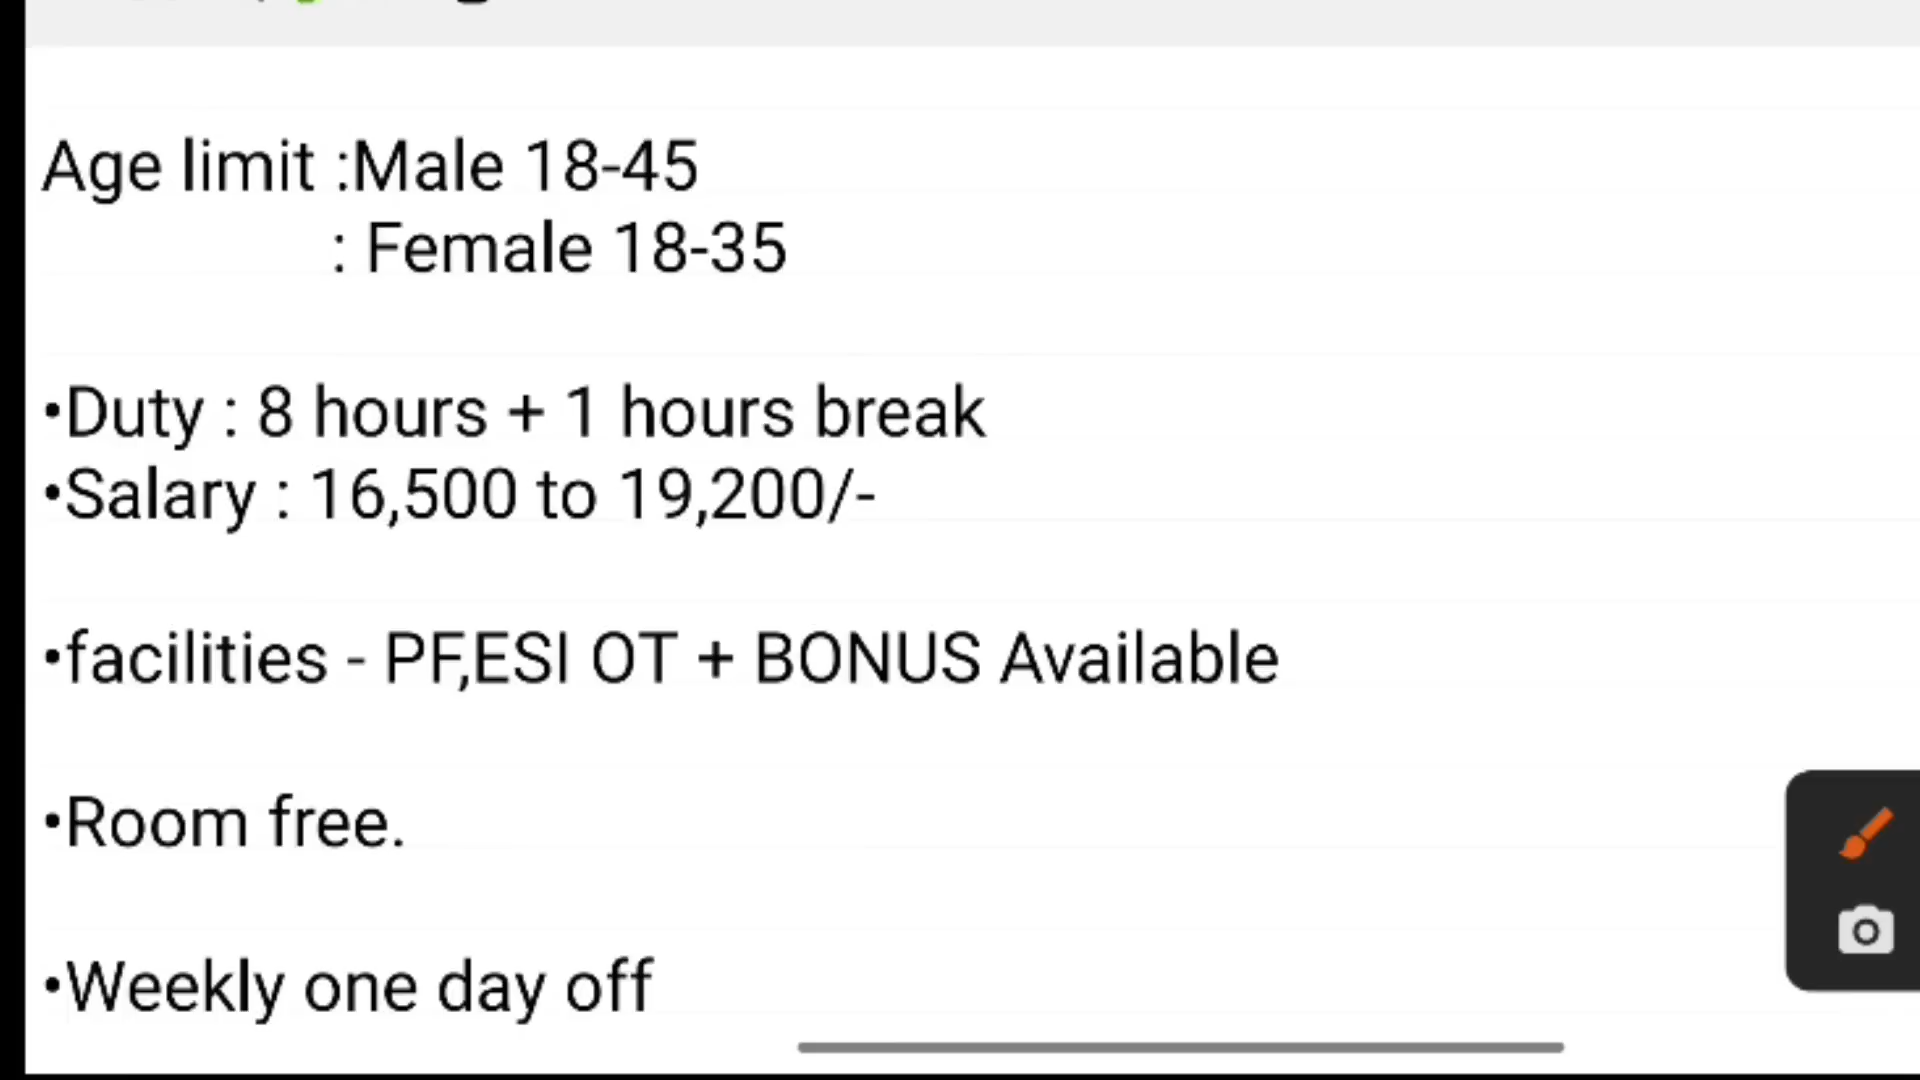 Age limit :Male 18-45
: Female 18-35
•Duty : 8 hours + 1 hours break
•Salary : 16,500 to 19,200/-
•facilities - PF,ESI OT + BONUS Available
•Room free.
•Weekly one day off